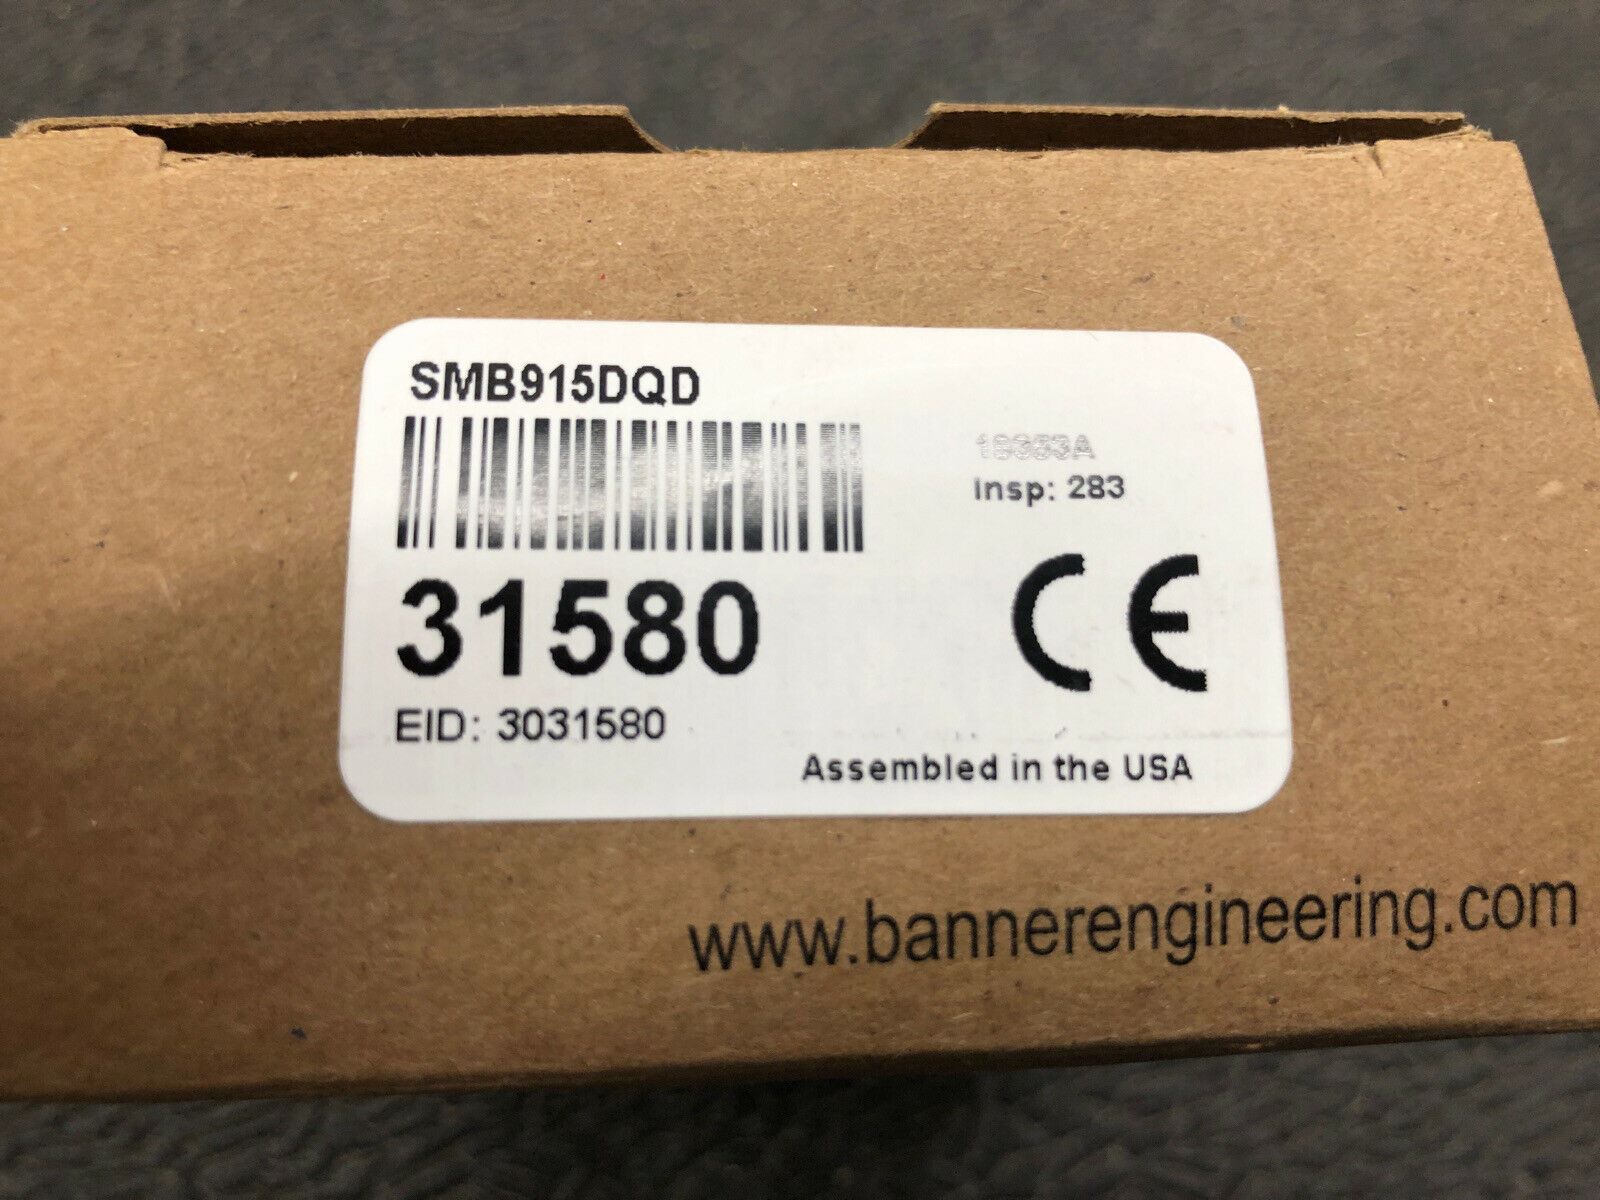 SMB915DQD
Insp: 283
31580
CE
EID: 3031580
Assembled in the USA
www.bannerengineering.com